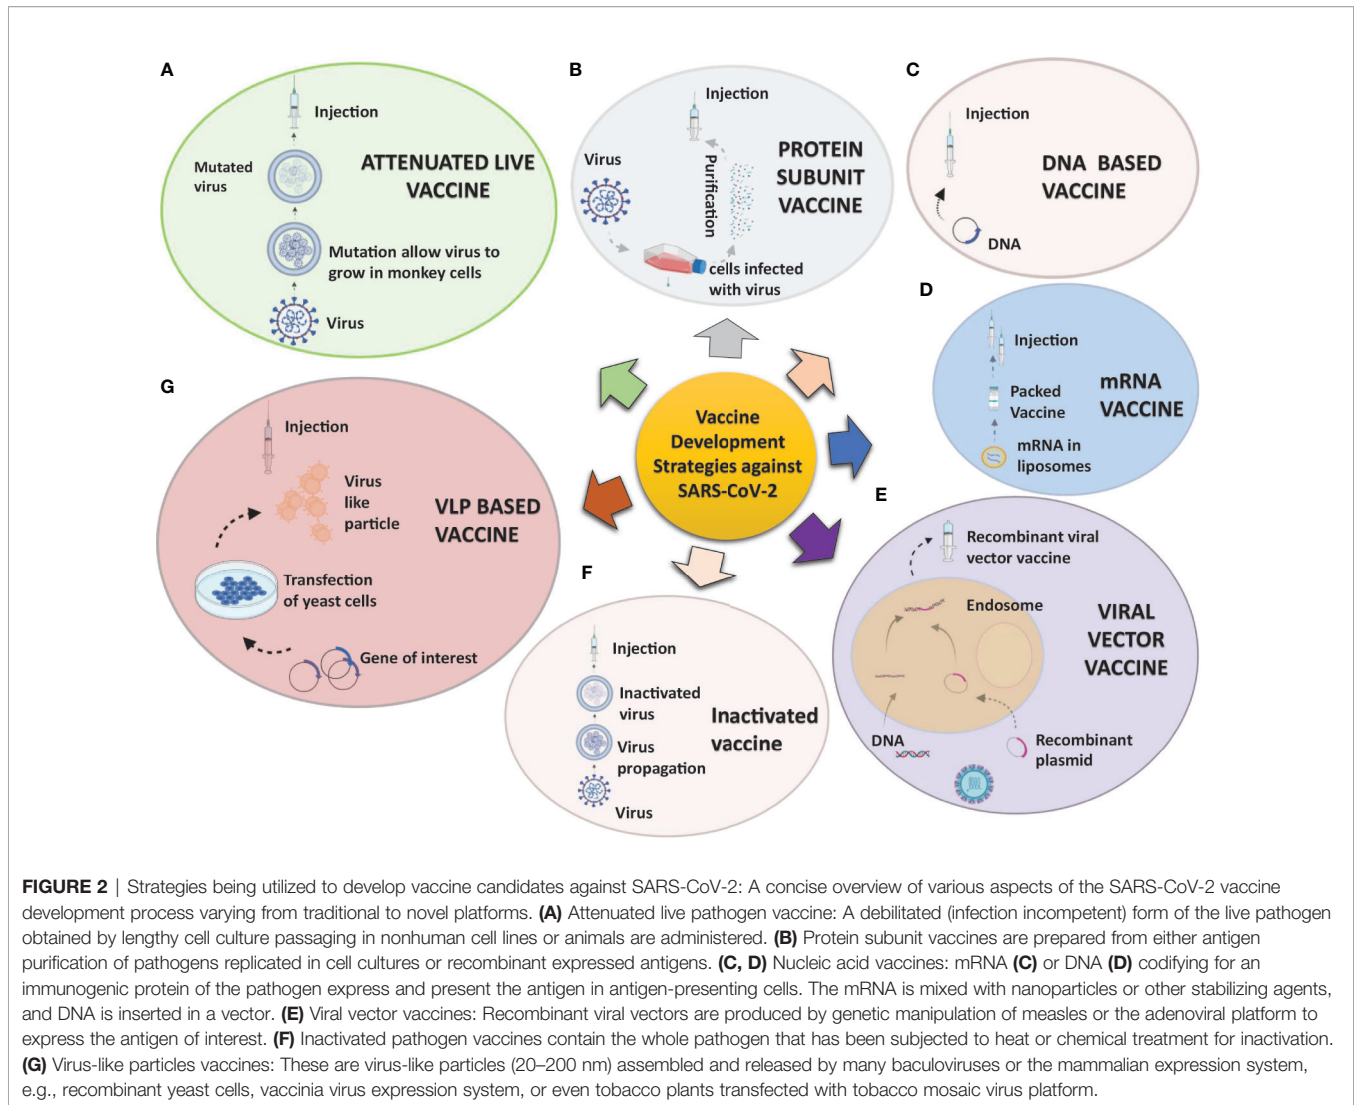 A
Injection
Mutated
virus
ATTENUATED LIVE
VACCINE
Mutation allow virus to
grow in monkey cells
Virus
B
Injection
Virus
Purification
PROTEIN
SUBUNIT
VACCINE
cells infected
with virus
C
Injection
DNA BASED
VACCINE
DNA
D
Injection
Packed
Vaccine
mRNA
VACCINE
mRNA in
liposomes
Vaccine
Development
Strategies against
SARS-CoV-2
G
Injection
Virus
like
particle
VLP BASED
VACCINE
Transfection
of yeast cells
Gene of interest
E
Recombinant viral
vector vaccine
Endosome
VIRAL
VECTOR
VACCINE
DNA
Recombinant
plasmid
F
Injection
Inactivated
virus
Inactivated
vaccine
Virus
propagation
Virus
FIGURE 2 | Strategies being utilized to develop vaccine candidates against SARS-CoV-2: A concise overview of various aspects of the SARS-CoV-2 vaccine
development process varying from traditional to novel platforms. (A) Attenuated live pathogen vaccine: A debilitated (infection incompetent) form of the live pathogen
obtained by lengthy cell culture passaging in nonhuman cell lines or animals are administered. (B) Protein subunit vaccines are prepared from either antigen
purification of pathogens replicated in cell cultures or recombinant expressed antigens. (C, D) Nucleic acid vaccines: mRNA (C) or DNA (D) codifying for an
immunogenic protein of the pathogen express and present the antigen in antigen-presenting cells. The mRNA is mixed with nanoparticles or other stabilizing agents,
and DNA is inserted in a vector. (E) Viral vector vaccines: Recombinant viral vectors are produced by genetic manipulation of measles or the adenoviral platform to
express the antigen of interest. (F) Inactivated pathogen vaccines contain the whole pathogen that has been subjected to heat or chemical treatment for inactivation.
(G) Virus-like particles vaccines: These are virus-like particles (20–200 nm) assembled and released by many baculoviruses or the mammalian expression system,
e.g., recombinant yeast cells, vaccinia virus expression system, or even tobacco plants transfected with tobacco mosaic virus platform.